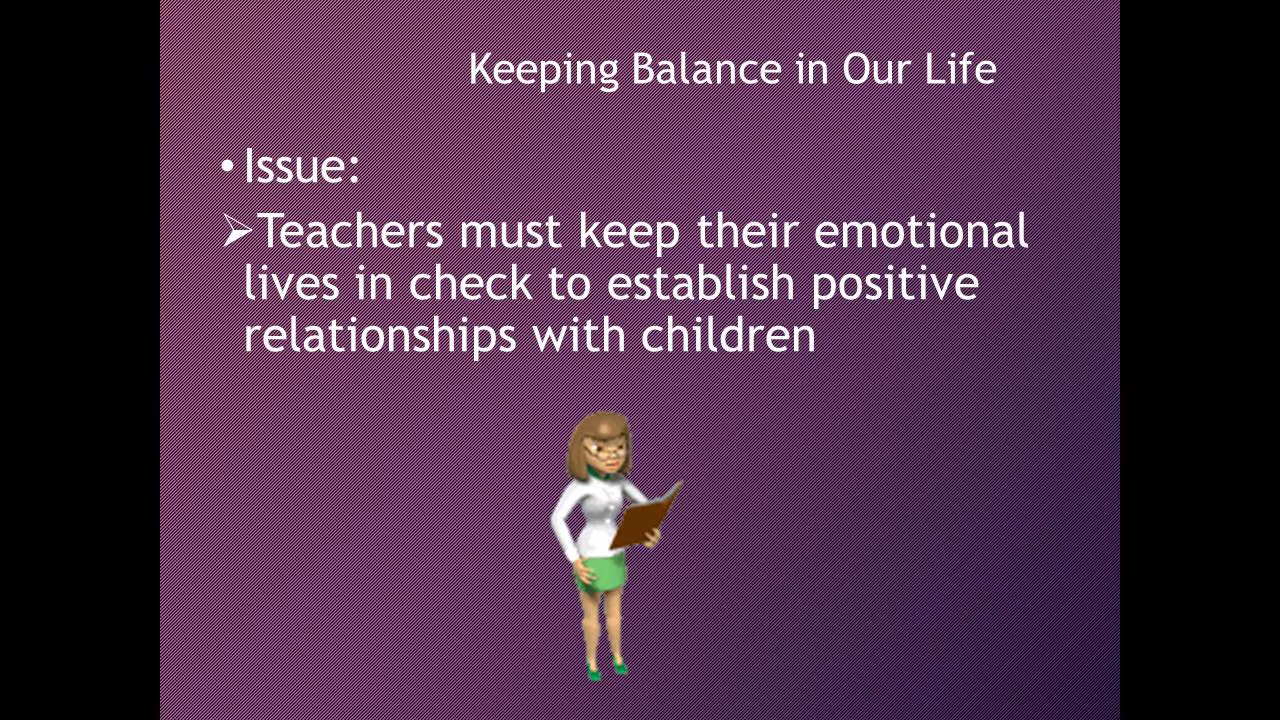 Keeping Balance in Our Life
• Issue:
➢Teachers must keep their emotional
lives in check to establish positive
relationships with children